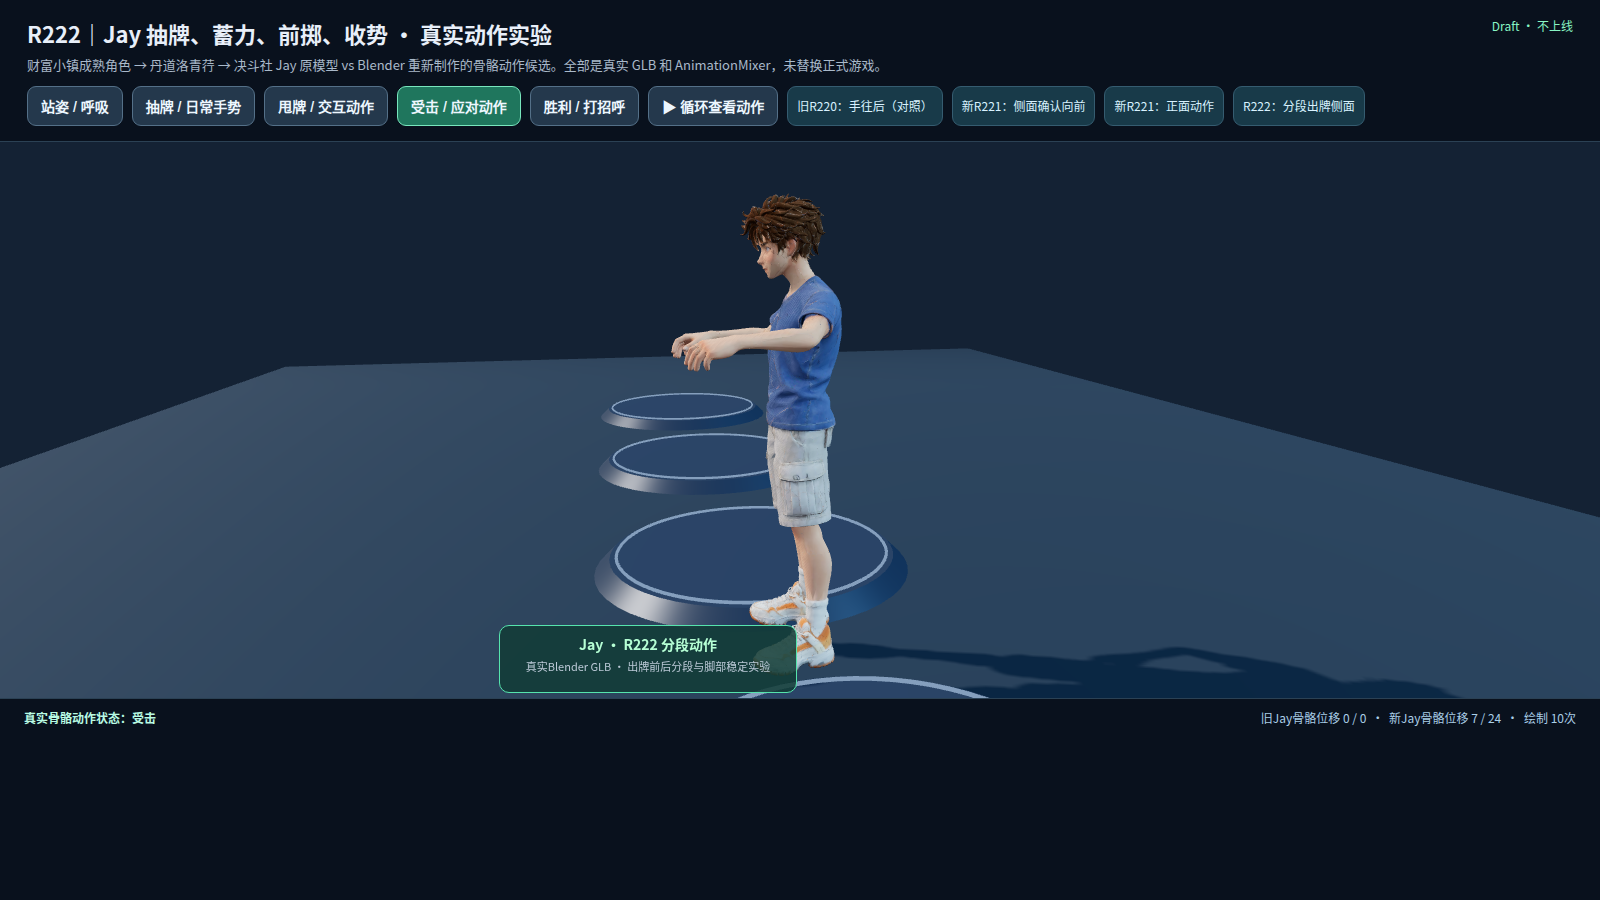 R222｜Jay 抽牌、蓄力、前掷、收势 · 真实动作实验
Draft · 不上线
财富小镇成熟角色 → 丹道洛青荇 → 决斗社 Jay 原模型 vs Blender 重新制作的骨骼动作候选。全部是真实 GLB 和 AnimationMixer，未替换正式游戏。
站姿 / 呼吸
抽牌 / 日常手势
甩牌 / 交互动作
受击 / 应对动作
胜利 / 打招呼
▶ 循环查看动作
旧R220：手往后（对照）
新R221：侧面确认向前
新R221：正面动作
R222：分段出牌侧面
Jay · R222 分段动作
真实Blender GLB · 出牌前后分段与脚部稳定实验
真实骨骼动作状态：受击
旧Jay骨骼位移 0 / 0 · 新Jay骨骼位移 7 / 24 · 绘制 10次